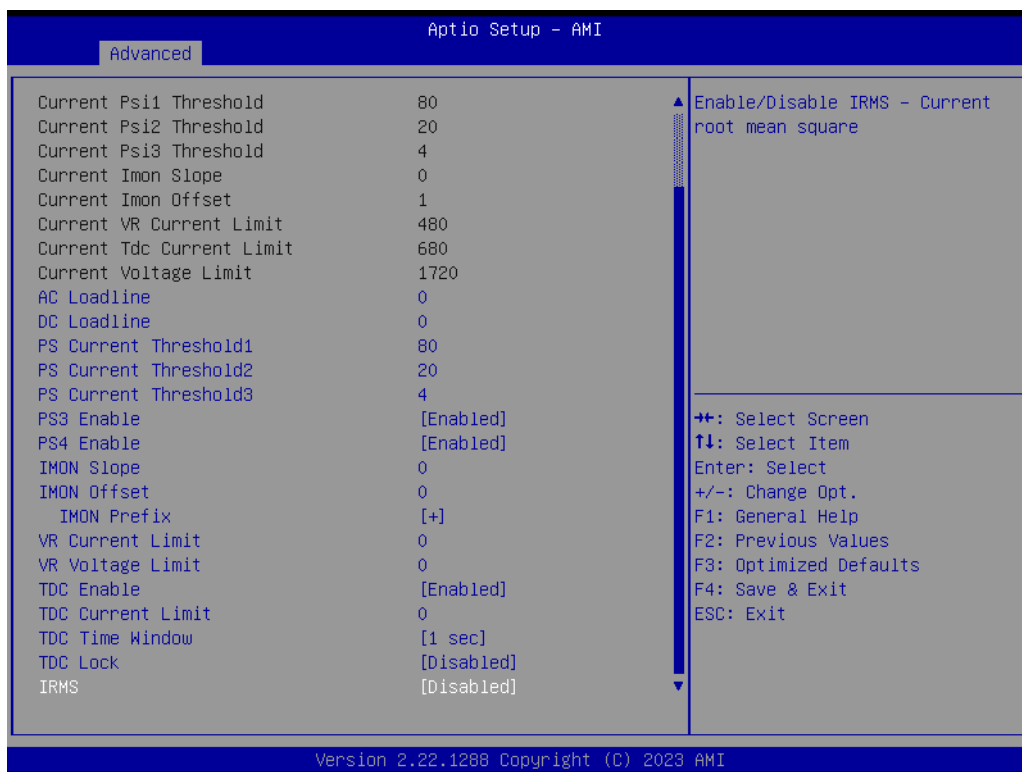 Aptio Setup – AMI
Advanced
Current Psi1 Threshold 80
Current Psi2 Threshold 20
Current Psi3 Threshold 4
Current Imon Slope 0
Current Imon Offset 1
Current VR Current Limit 480
Current Tdc Current Limit 680
Current Voltage Limit 1720
AC Loadline 0
DC Loadline 0
PS Current Threshold1 80
PS Current Threshold2 20
PS Current Threshold3 4
PS3 Enable [Enabled]
PS4 Enable [Enabled]
IMON Slope 0
IMON Offset 0
IMON Prefix [+]
VR Current Limit 0
VR Voltage Limit 0
TDC Enable [Enabled]
TDC Current Limit 0
TDC Time Window [1 sec]
TDC Lock [Disabled]
IRMS [Disabled]
Enable/Disable IRMS – Current
root mean square
→←: Select Screen
↑↓: Select Item
Enter: Select
+/-: Change Opt.
F1: General Help
F2: Previous Values
F3: Optimized Defaults
F4: Save & Exit
ESC: Exit
Version 2.22.1288 Copyright (C) 2023 AMI